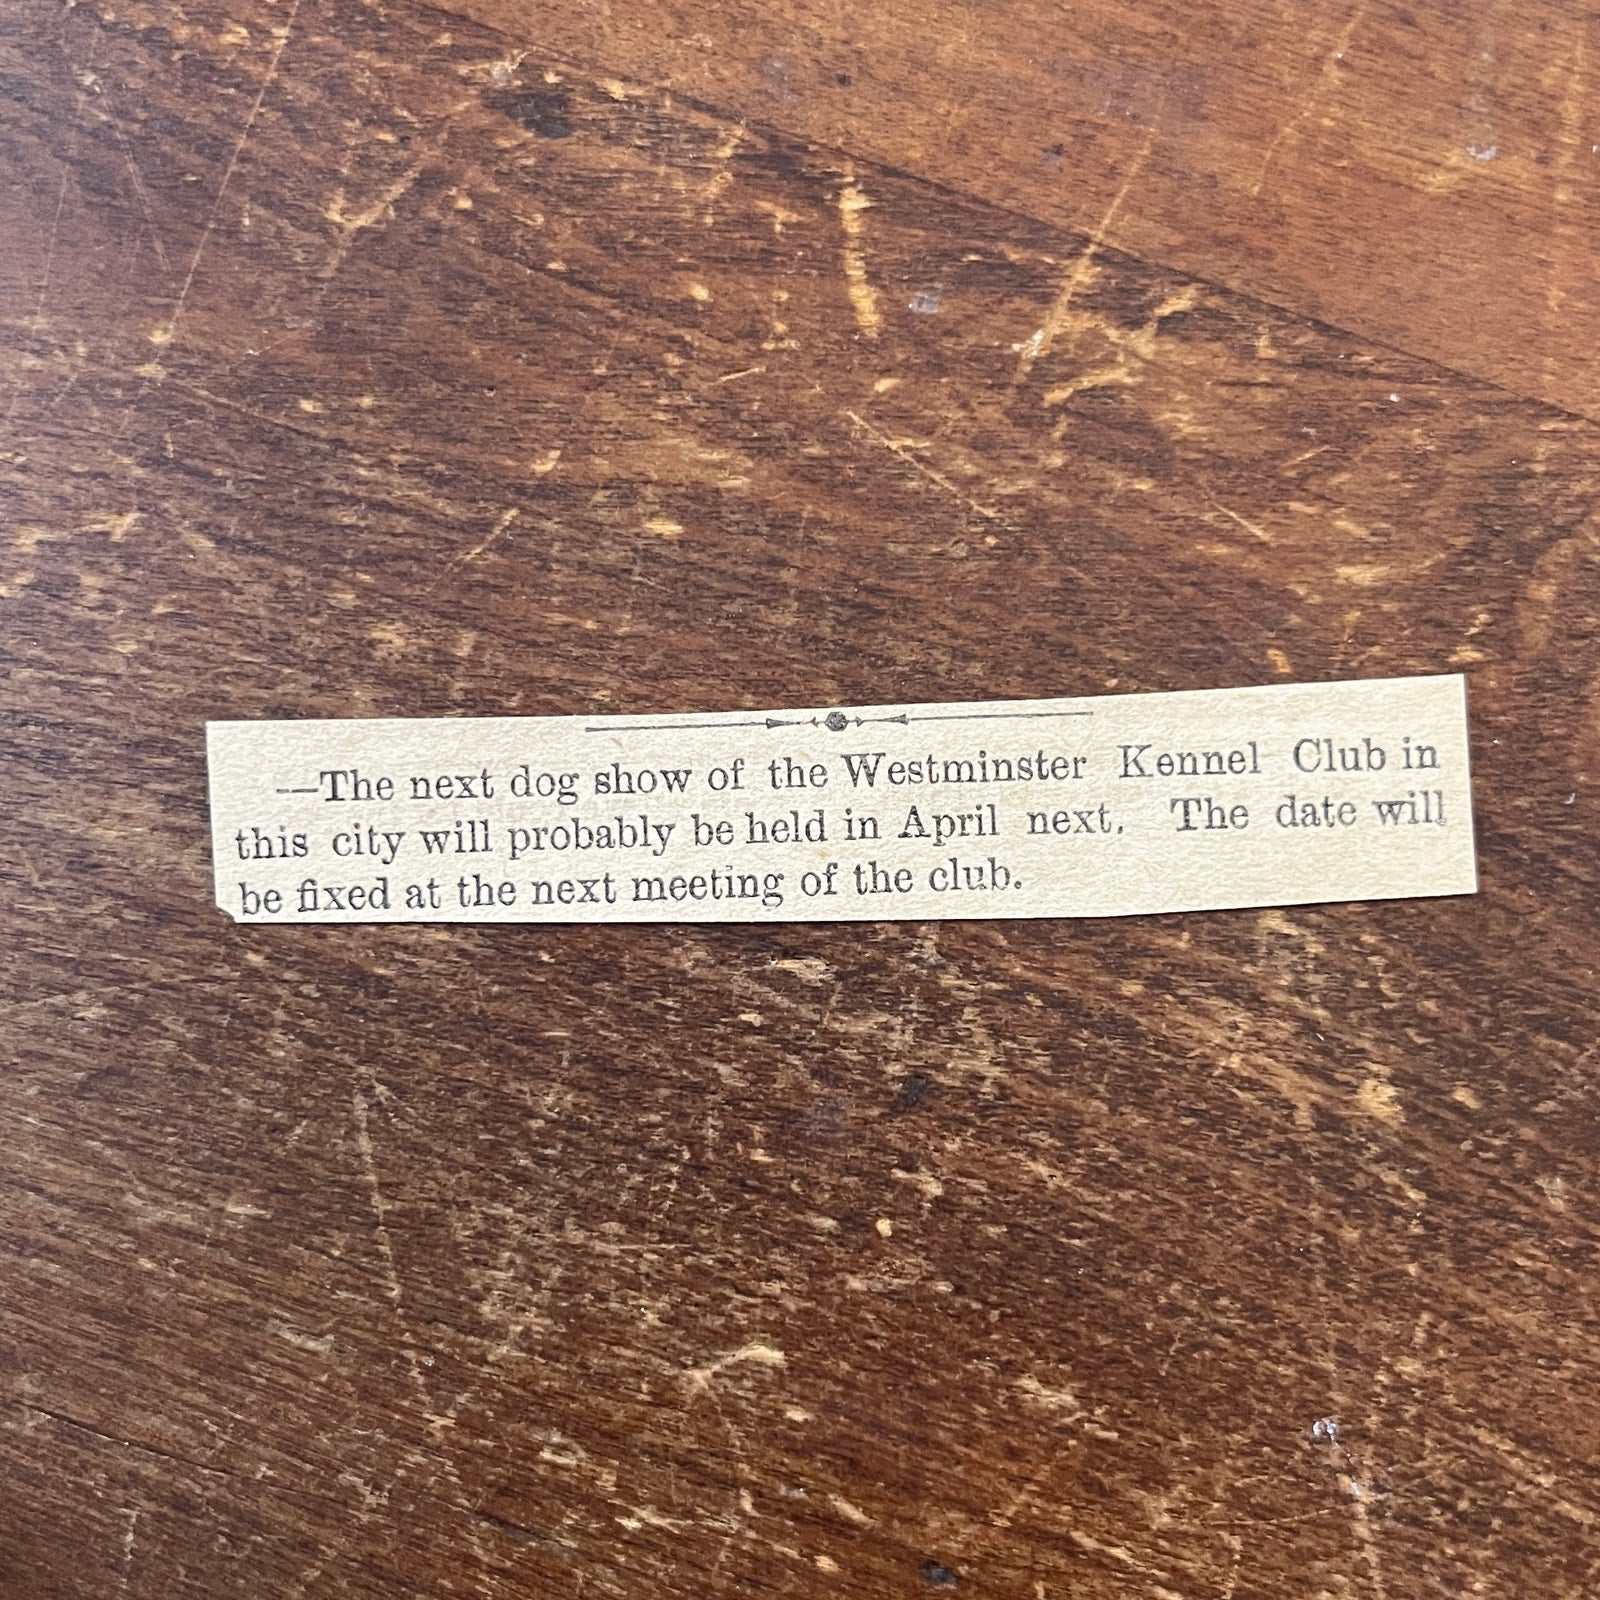 —The next dog show of the Westminster Kennel Club in
this city will probably be held in April next. The date will
be fixed at the next meeting of the club.